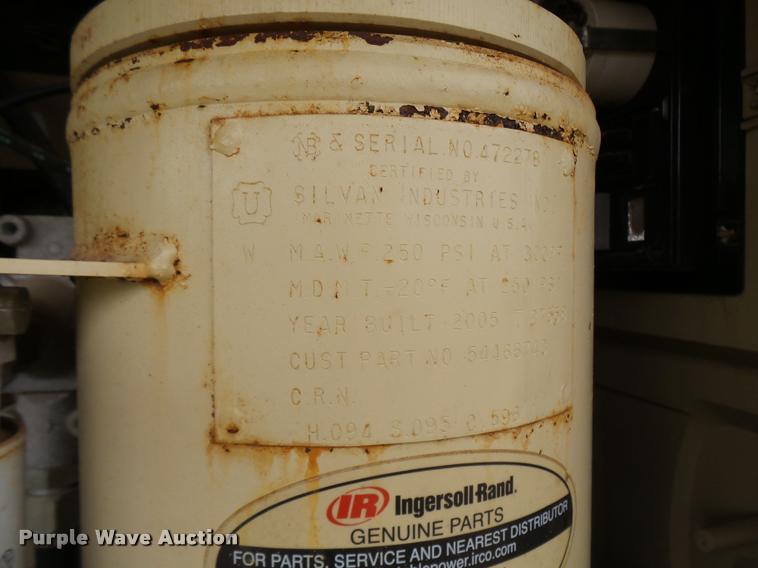 NB & SERIAL NO. 472278
CERTIFIED BY
U
SILVAN INDUSTRIES INC.
MARINETTE WISCONSIN U.S.A.
W M.A.W.P. 250 PSI AT
M.D.M.T. -20°F AT 250 PSI
YEAR BUILT 2005
CUST PART NO.
C.R.N.
H.094 S.095 C.
IR Ingersoll-Rand.
GENUINE PARTS
FOR PARTS, SERVICE AND NEAREST DISTRIBUTOR
Purple Wave Auction